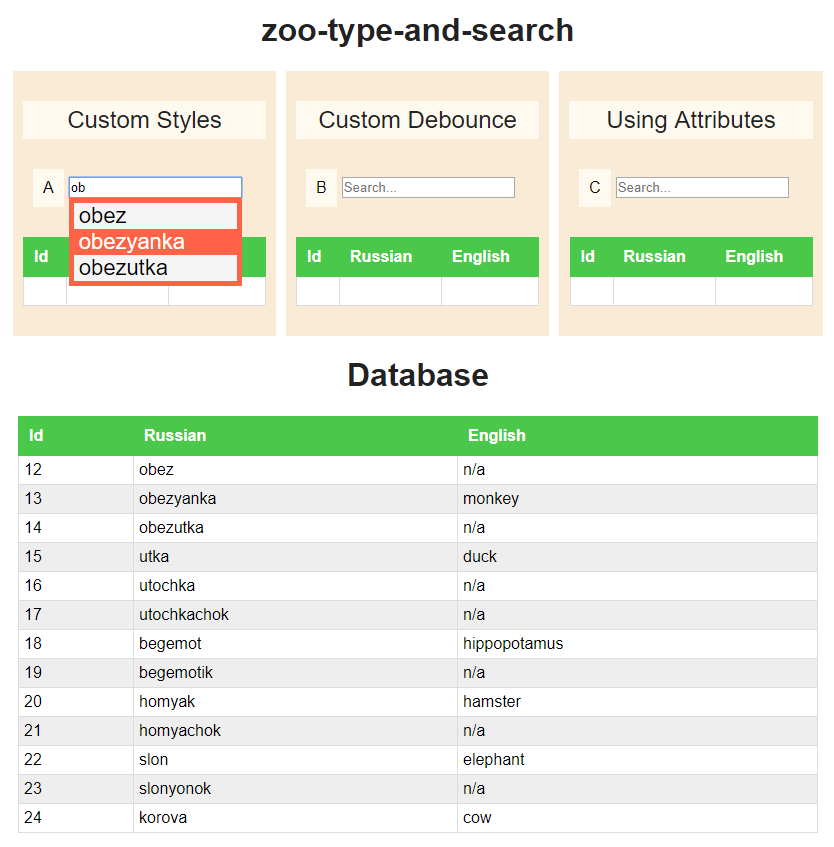 zoo-type-and-search
Custom Styles Custom Debounce Using Attributes
A ob B Search... C Search...
obez
obezyanka
obezutka
Id Id Russian English Id Russian English
Database
Id Russian English
12 obez n/a
13 obezyanka monkey
14 obezutka n/a
15 utka duck
16 utochka n/a
17 utochkachok n/a
18 begemot hippopotamus
19 begemotik n/a
20 homyak hamster
21 homyachok n/a
22 slon elephant
23 slonyonok n/a
24 korova cow